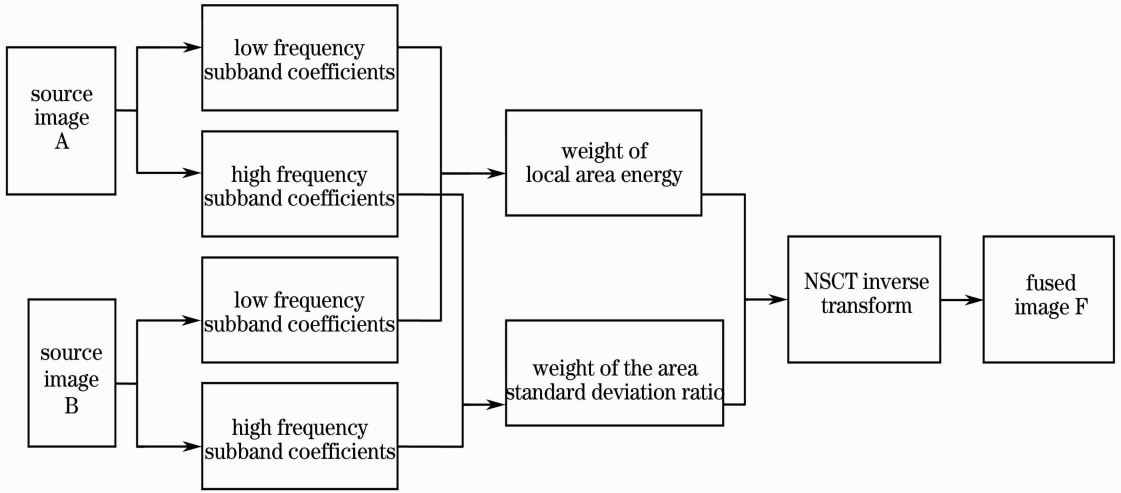 source
image
A
low frequency
subband coefficients
high frequency
subband coefficients
source
image
B
low frequency
subband coefficients
high frequency
subband coefficients
weight of
local area energy
weight of the area
standard deviation ratio
NSCT inverse
transform
fused
image F